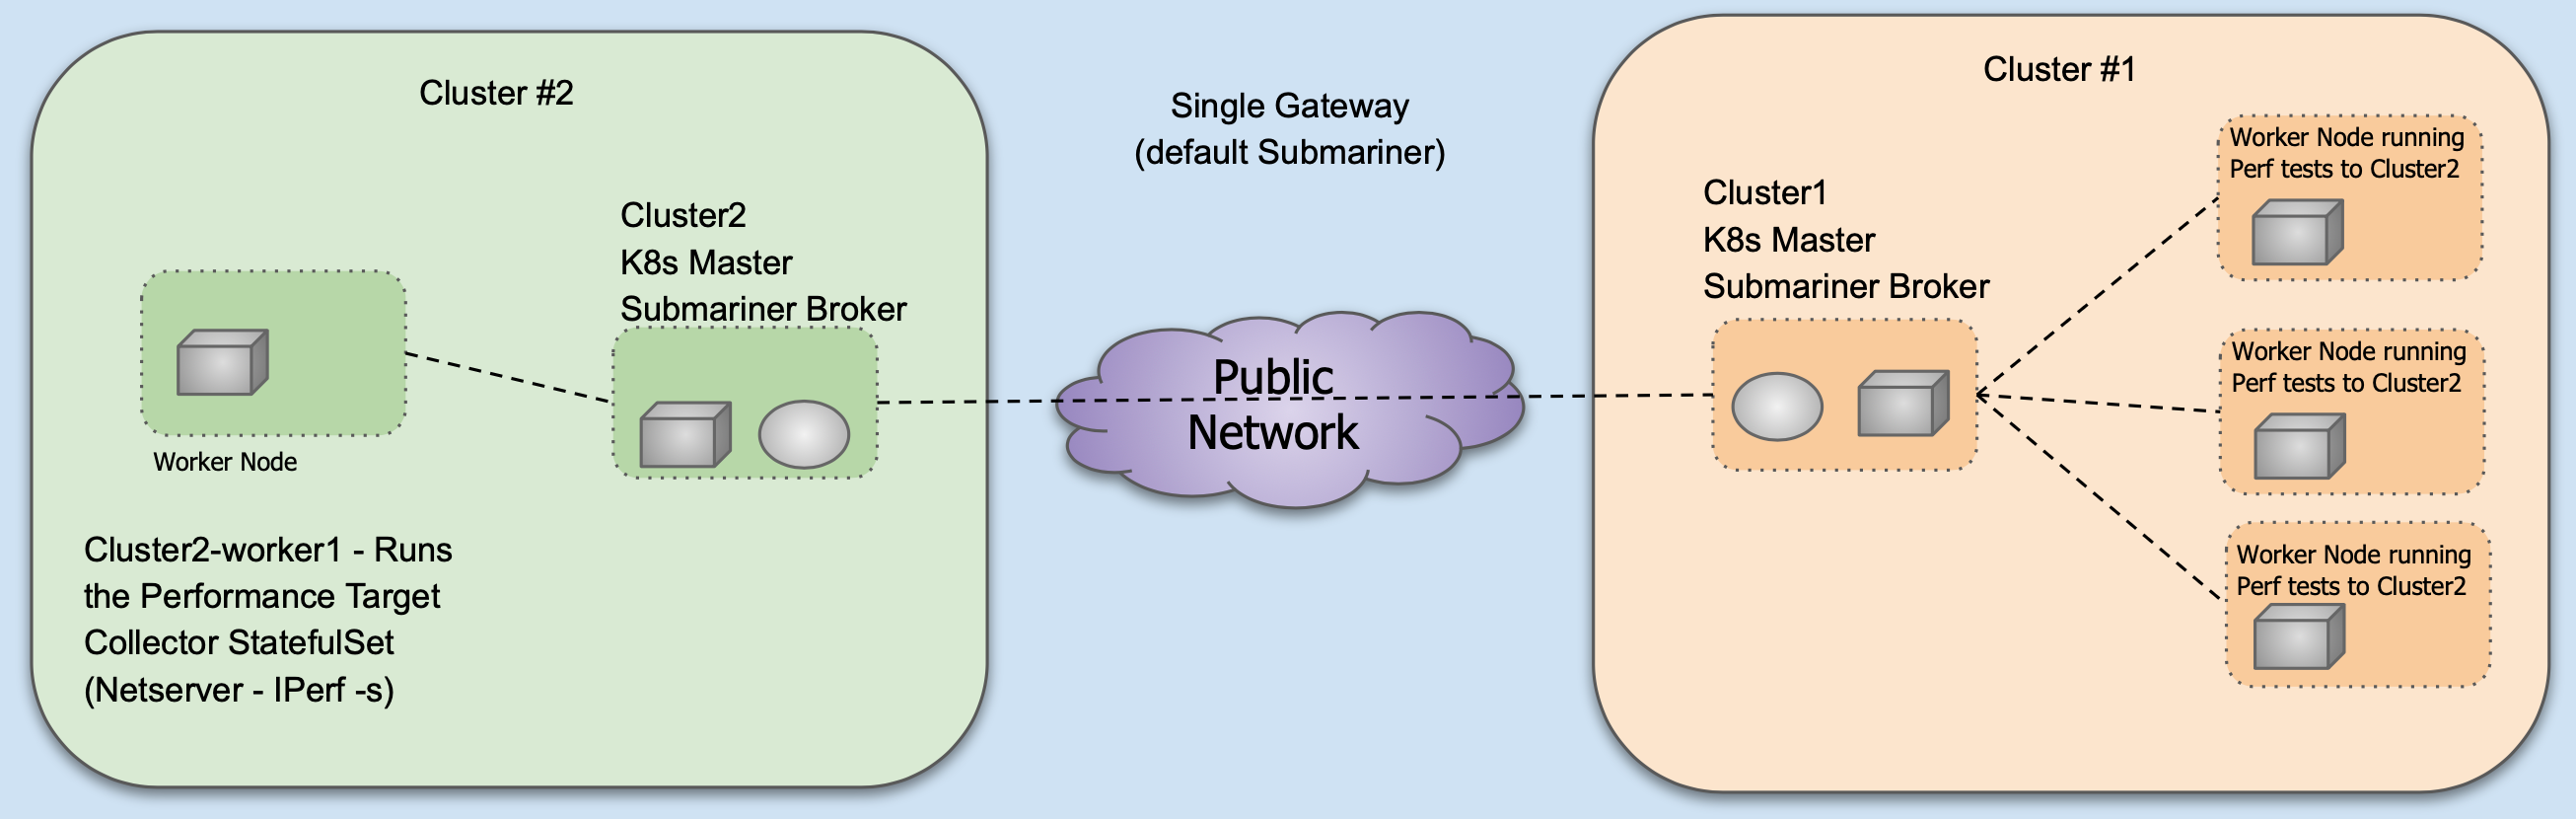 Cluster #2
Cluster2
K8s Master
Submariner Broker
Worker Node
Cluster2-worker1 - Runs
the Performance Target
Collector StatefulSet
(Netserver - IPerf -s)
Single Gateway
(default Submariner)
Public
Network
Cluster #1
Cluster1
K8s Master
Submariner Broker
Worker Node running
Perf tests to Cluster2
Worker Node running
Perf tests to Cluster2
Worker Node running
Perf tests to Cluster2